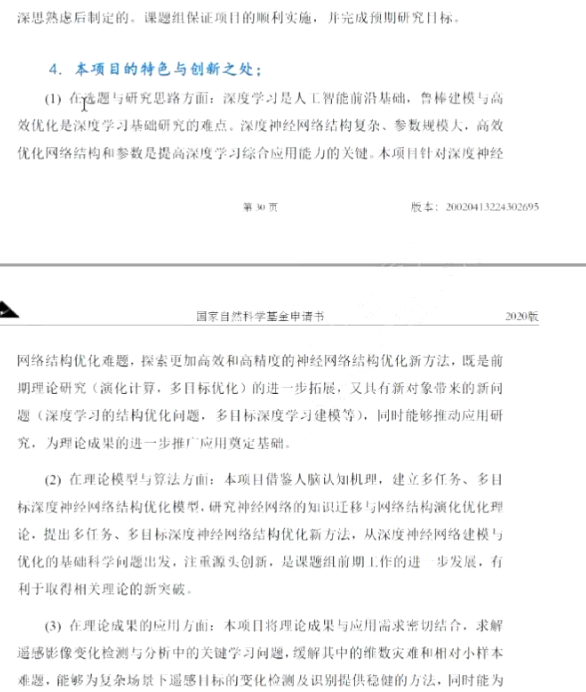 深思熟虑后制定的。课题组保证项目的顺利实施，并完成预期研究目标。
4. 本项目的特色与创新之处；
(1) 在选题与研究思路方面：深度学习是人工智能前沿基础，鲁棒建模与高
效优化是深度学习基础研究的难点。深度神经网络结构复杂、参数规模大，高效
优化网络结构和参数是提高深度学习综合应用能力的关键。本项目针对深度神经
第 30 页
版本：20020413224302695
国家自然科学基金申请书
2020版
网络结构优化难题，探索更加高效和高精度的神经网络结构优化新方法，既是前
期理论研究（演化计算，多目标优化）的进一步拓展，又具有新对象带来的新问
题（深度学习的结构优化问题，多目标深度学习建模等），同时能够推动应用研
究，为理论成果的进一步推广应用奠定基础。
(2) 在理论模型与算法方面：本项目借鉴人脑认知机理，建立多任务、多目
标深度神经网络结构优化模型，研究神经网络的知识迁移与网络结构演化优化理
论，提出多任务、多目标深度神经网络结构优化新方法，从深度神经网络建模与
优化的基础科学问题出发，注重源头创新，是课题组前期工作的进一步发展，有
利于取得相关理论的新突破。
(3) 在理论成果的应用方面：本项目将理论成果与应用需求密切结合，求解
遥感影像变化检测与分析中的关键学习问题，缓解其中的维数灾难和相对小样本
难题，能够为复杂场景下遥感目标的变化检测及识别提供稳健的方法，同时能为